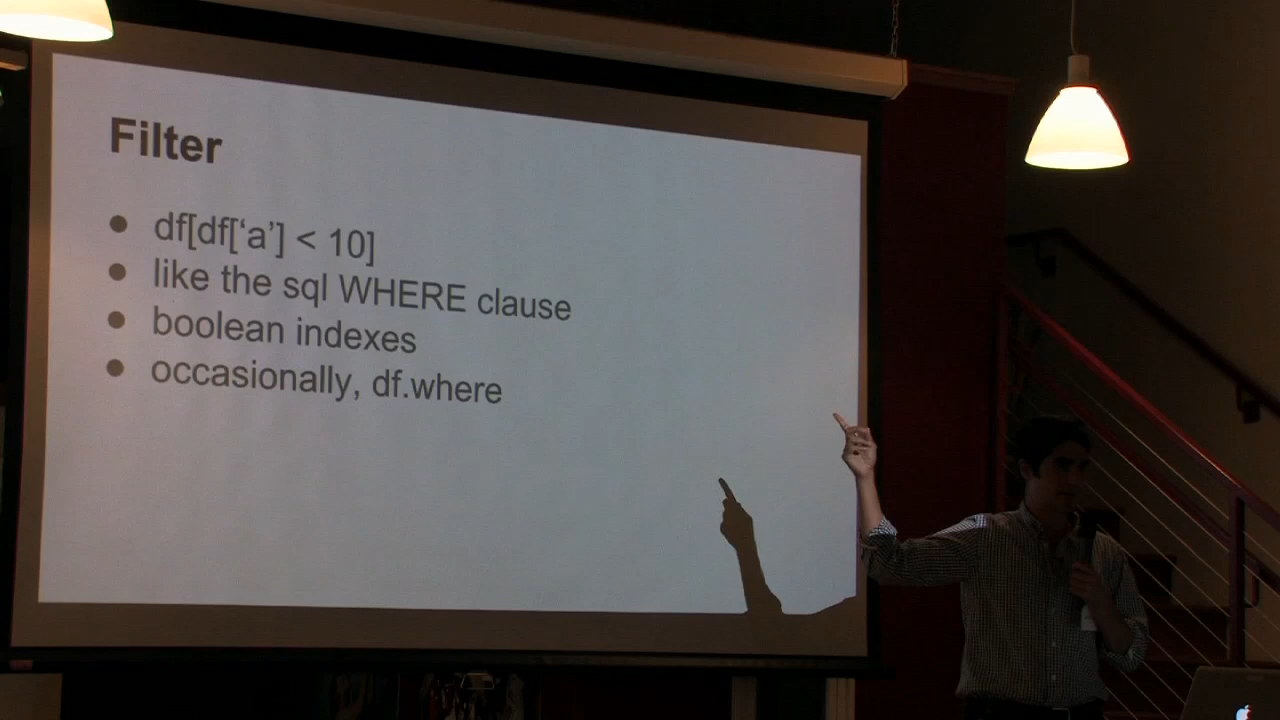 Filter
● df[df[‘a’] < 10]
● like the sql WHERE clause
● boolean indexes
● occasionally, df.where